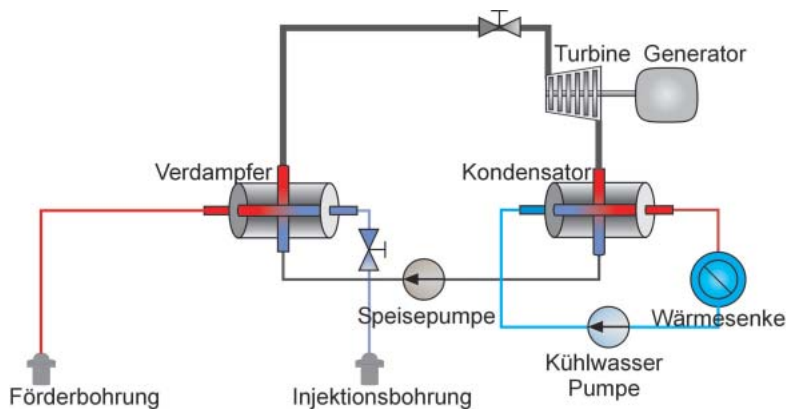 Turbine Generator
Verdampfer
Kondensator
Speisepumpe
Wärmesenke
Kühlwasser
Pumpe
Förderbohrung
Injektionsbohrung